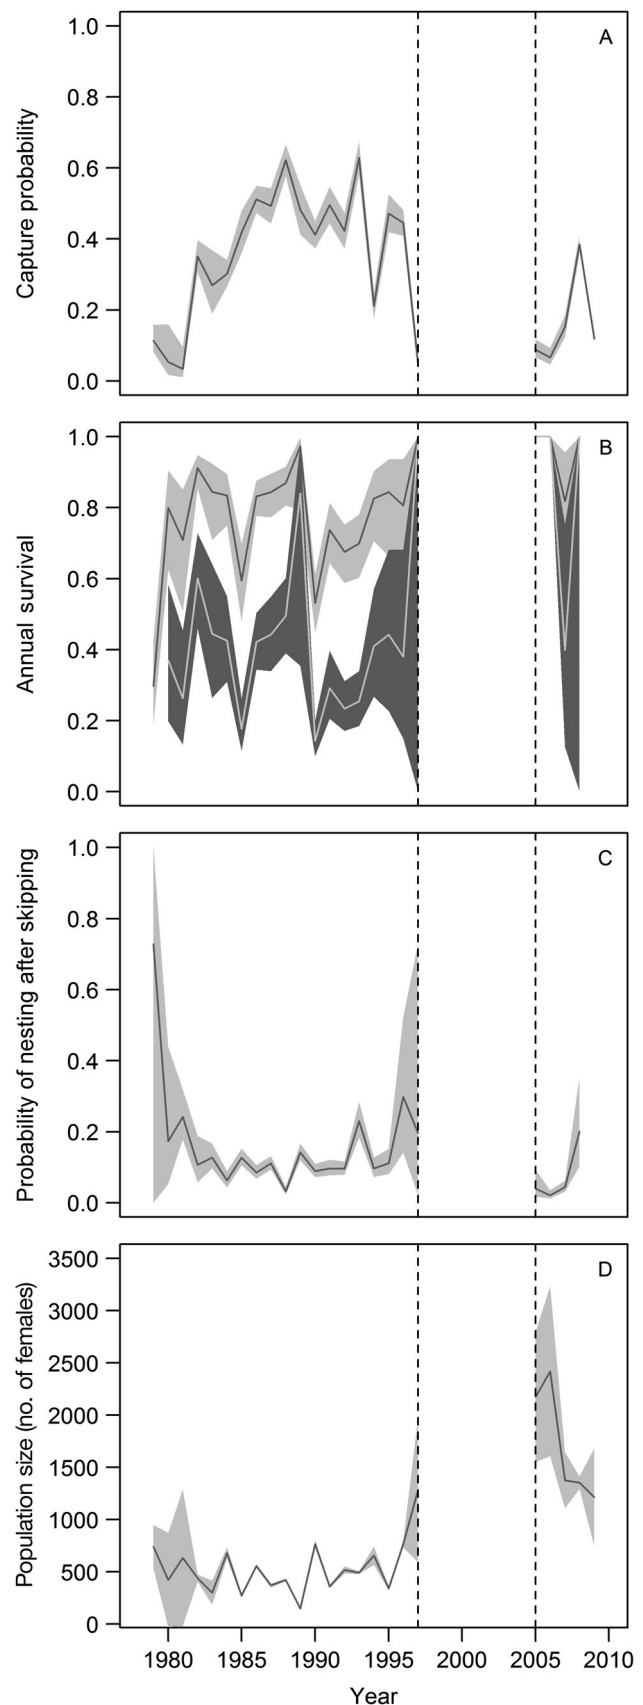 A
Capture probability
1.0
0.8
0.6
0.4
0.2
0.0
B
Annual survival
1.0
0.8
0.6
0.4
0.2
0.0
C
Probability of nesting after skipping
1.0
0.8
0.6
0.4
0.2
0.0
D
Population size (no. of females)
3500
3000
2500
2000
1500
1000
500
0
1980 1985 1990 1995 2000 2005 2010
Year